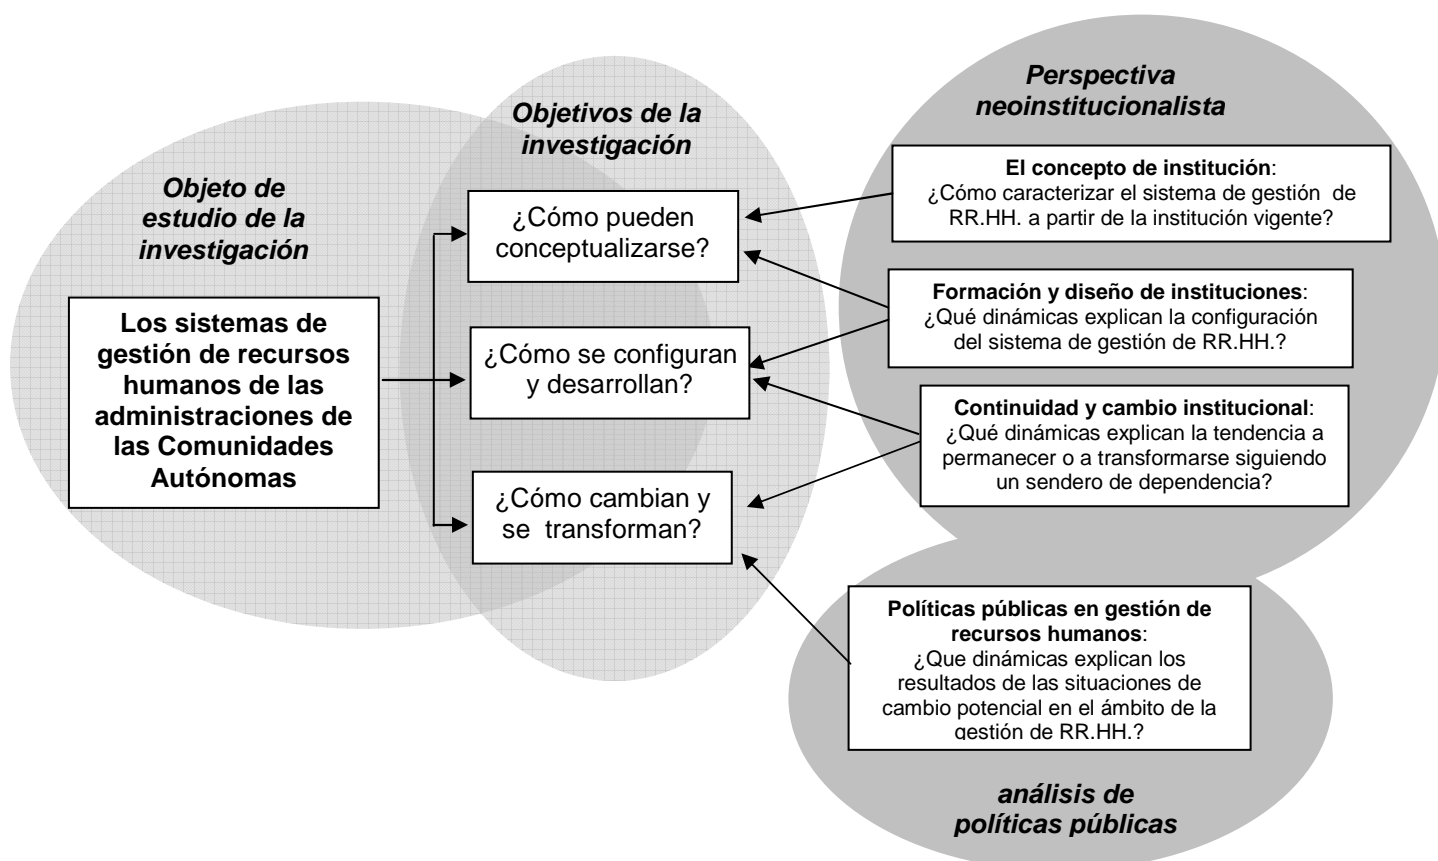 Objeto de
estudio de la
investigación
Los sistemas de
gestión de recursos
humanos de las
administraciones de
las Comunidades
Autónomas
Objetivos de la
investigación
¿Cómo pueden
conceptualizarse?
¿Cómo se configuran
y desarrollan?
¿Cómo cambian y
se transforman?
Perspectiva
neoinstitucionalista
El concepto de institución:
¿Cómo caracterizar el sistema de gestión de
RR.HH. a partir de la institución vigente?
Formación y diseño de instituciones:
¿Qué dinámicas explican la configuración
del sistema de gestión de RR.HH.?
Continuidad y cambio institucional:
¿Qué dinámicas explican la tendencia a
permanecer o a transformarse siguiendo
un sendero de dependencia?
Políticas públicas en gestión de
recursos humanos:
¿Que dinámicas explican los
resultados de las situaciones de
cambio potencial en el ámbito de la
gestión de RR.HH.?
análisis de
políticas públicas